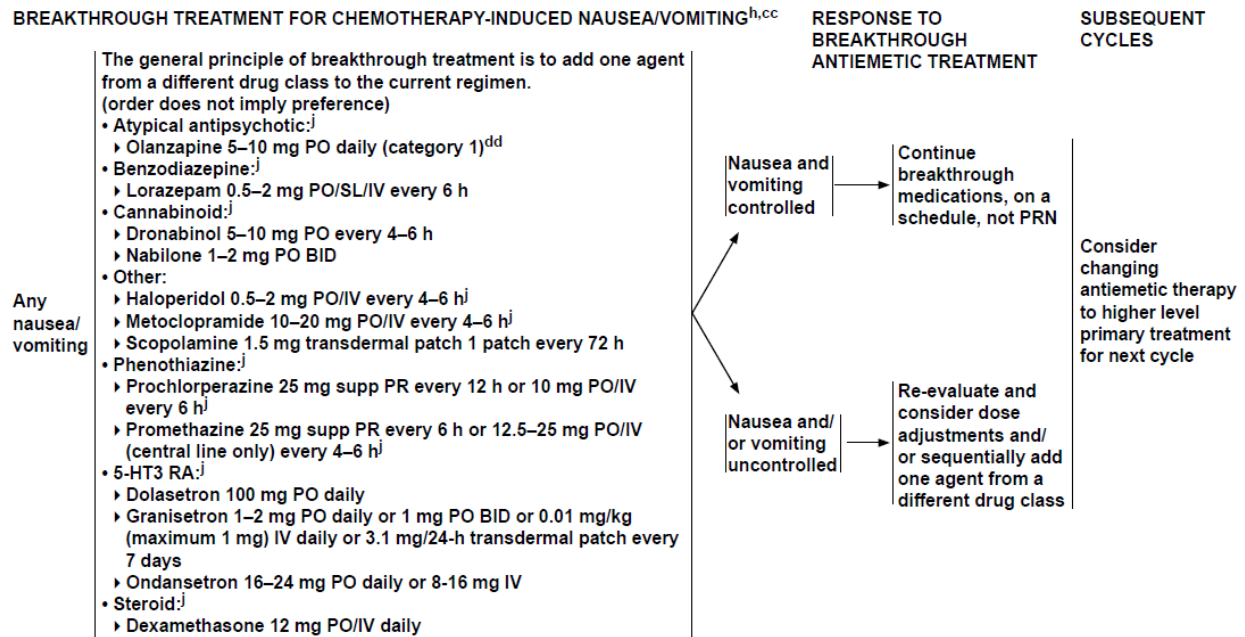 BREAKTHROUGH TREATMENT FOR CHEMOTHERAPY-INDUCED NAUSEA/VOMITINGh,cc
RESPONSE TO
BREAKTHROUGH
ANTIEMETIC TREATMENT
SUBSEQUENT
CYCLES
Any
nausea/
vomiting
The general principle of breakthrough treatment is to add one agent
from a different drug class to the current regimen.
(order does not imply preference)
• Atypical antipsychotic:j
▸ Olanzapine 5–10 mg PO daily (category 1)dd
• Benzodiazepine:j
▸ Lorazepam 0.5–2 mg PO/SL/IV every 6 h
• Cannabinoid:j
▸ Dronabinol 5–10 mg PO every 4–6 h
▸ Nabilone 1–2 mg PO BID
• Other:
▸ Haloperidol 0.5–2 mg PO/IV every 4–6 hj
▸ Metoclopramide 10–20 mg PO/IV every 4–6 hj
▸ Scopolamine 1.5 mg transdermal patch 1 patch every 72 h
• Phenothiazine:j
▸ Prochlorperazine 25 mg supp PR every 12 h or 10 mg PO/IV
every 6 hj
▸ Promethazine 25 mg supp PR every 6 h or 12.5–25 mg PO/IV
(central line only) every 4–6 hj
• 5-HT3 RA:j
▸ Dolasetron 100 mg PO daily
▸ Granisetron 1–2 mg PO daily or 1 mg PO BID or 0.01 mg/kg
(maximum 1 mg) IV daily or 3.1 mg/24-h transdermal patch every
7 days
▸ Ondansetron 16–24 mg PO daily or 8-16 mg IV
• Steroid:j
▸ Dexamethasone 12 mg PO/IV daily
Nausea and
vomiting
controlled
Continue
breakthrough
medications, on a
schedule, not PRN
Nausea and/
or vomiting
uncontrolled
Re-evaluate and
consider dose
adjustments and/
or sequentially add
one agent from a
different drug class
Consider
changing
antiemetic therapy
to higher level
primary treatment
for next cycle